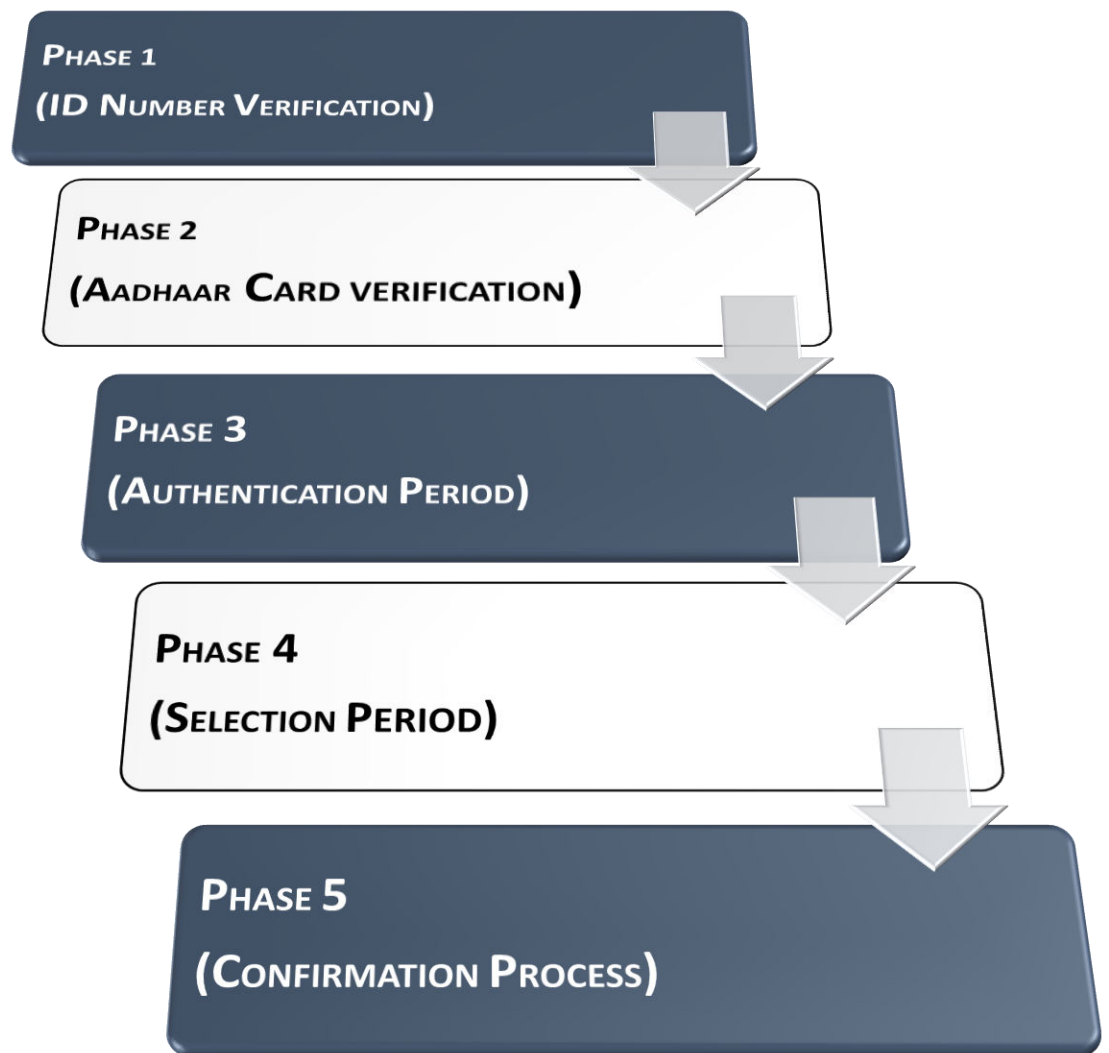 Phase 1
(ID Number Verification)
Phase 2
(Aadhaar Card verification)
Phase 3
(Authentication Period)
Phase 4
(Selection Period)
Phase 5
(Confirmation Process)